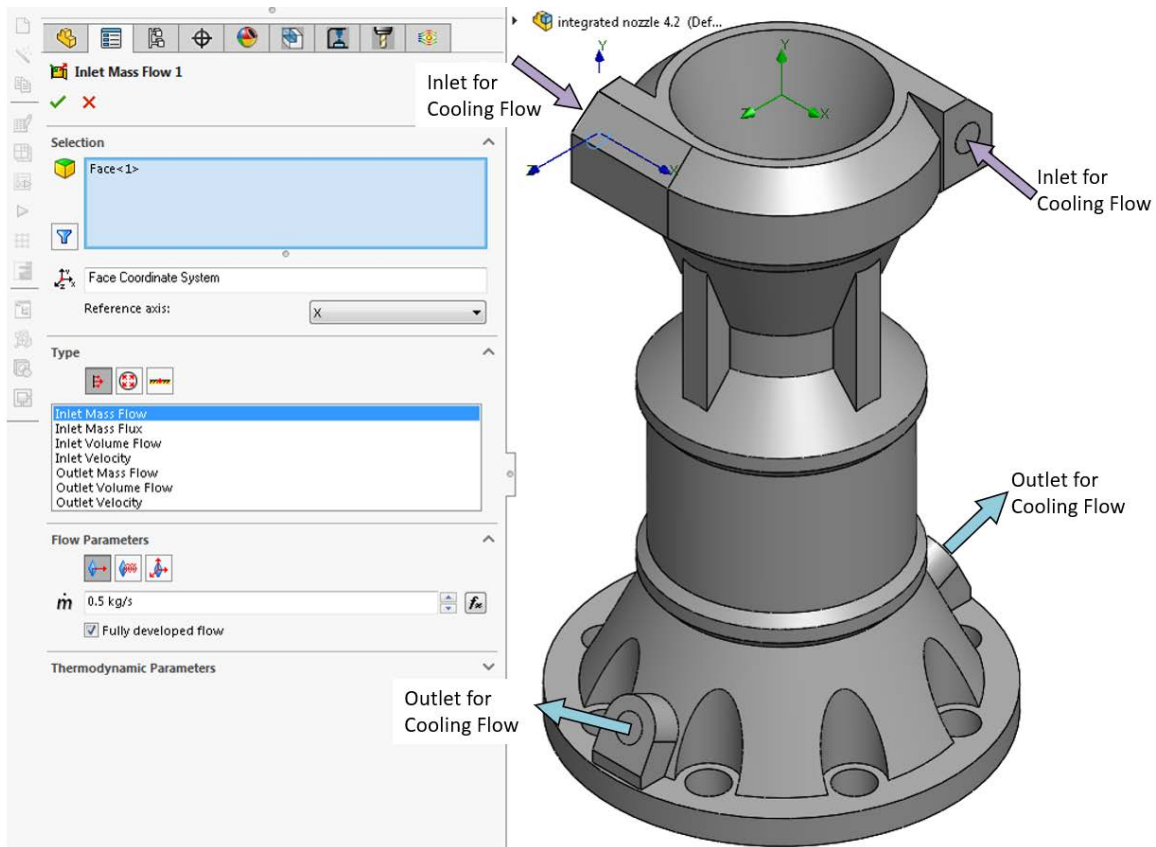 integrated nozzle 4.2 (Def...
Inlet Mass Flow 1
Selection
Face<1>
Face Coordinate System
Reference axis:
X
Type
Inlet Mass Flow
Inlet Mass Flux
Inlet Volume Flow
Inlet Velocity
Outlet Mass Flow
Outlet Volume Flow
Outlet Velocity
Flow Parameters
ṁ
0.5 kg/s
fx
Fully developed flow
Thermodynamic Parameters
Inlet for
Cooling Flow
Y
Z
X
Y
Z
X
Inlet for
Cooling Flow
Outlet for
Cooling Flow
Outlet for
Cooling Flow